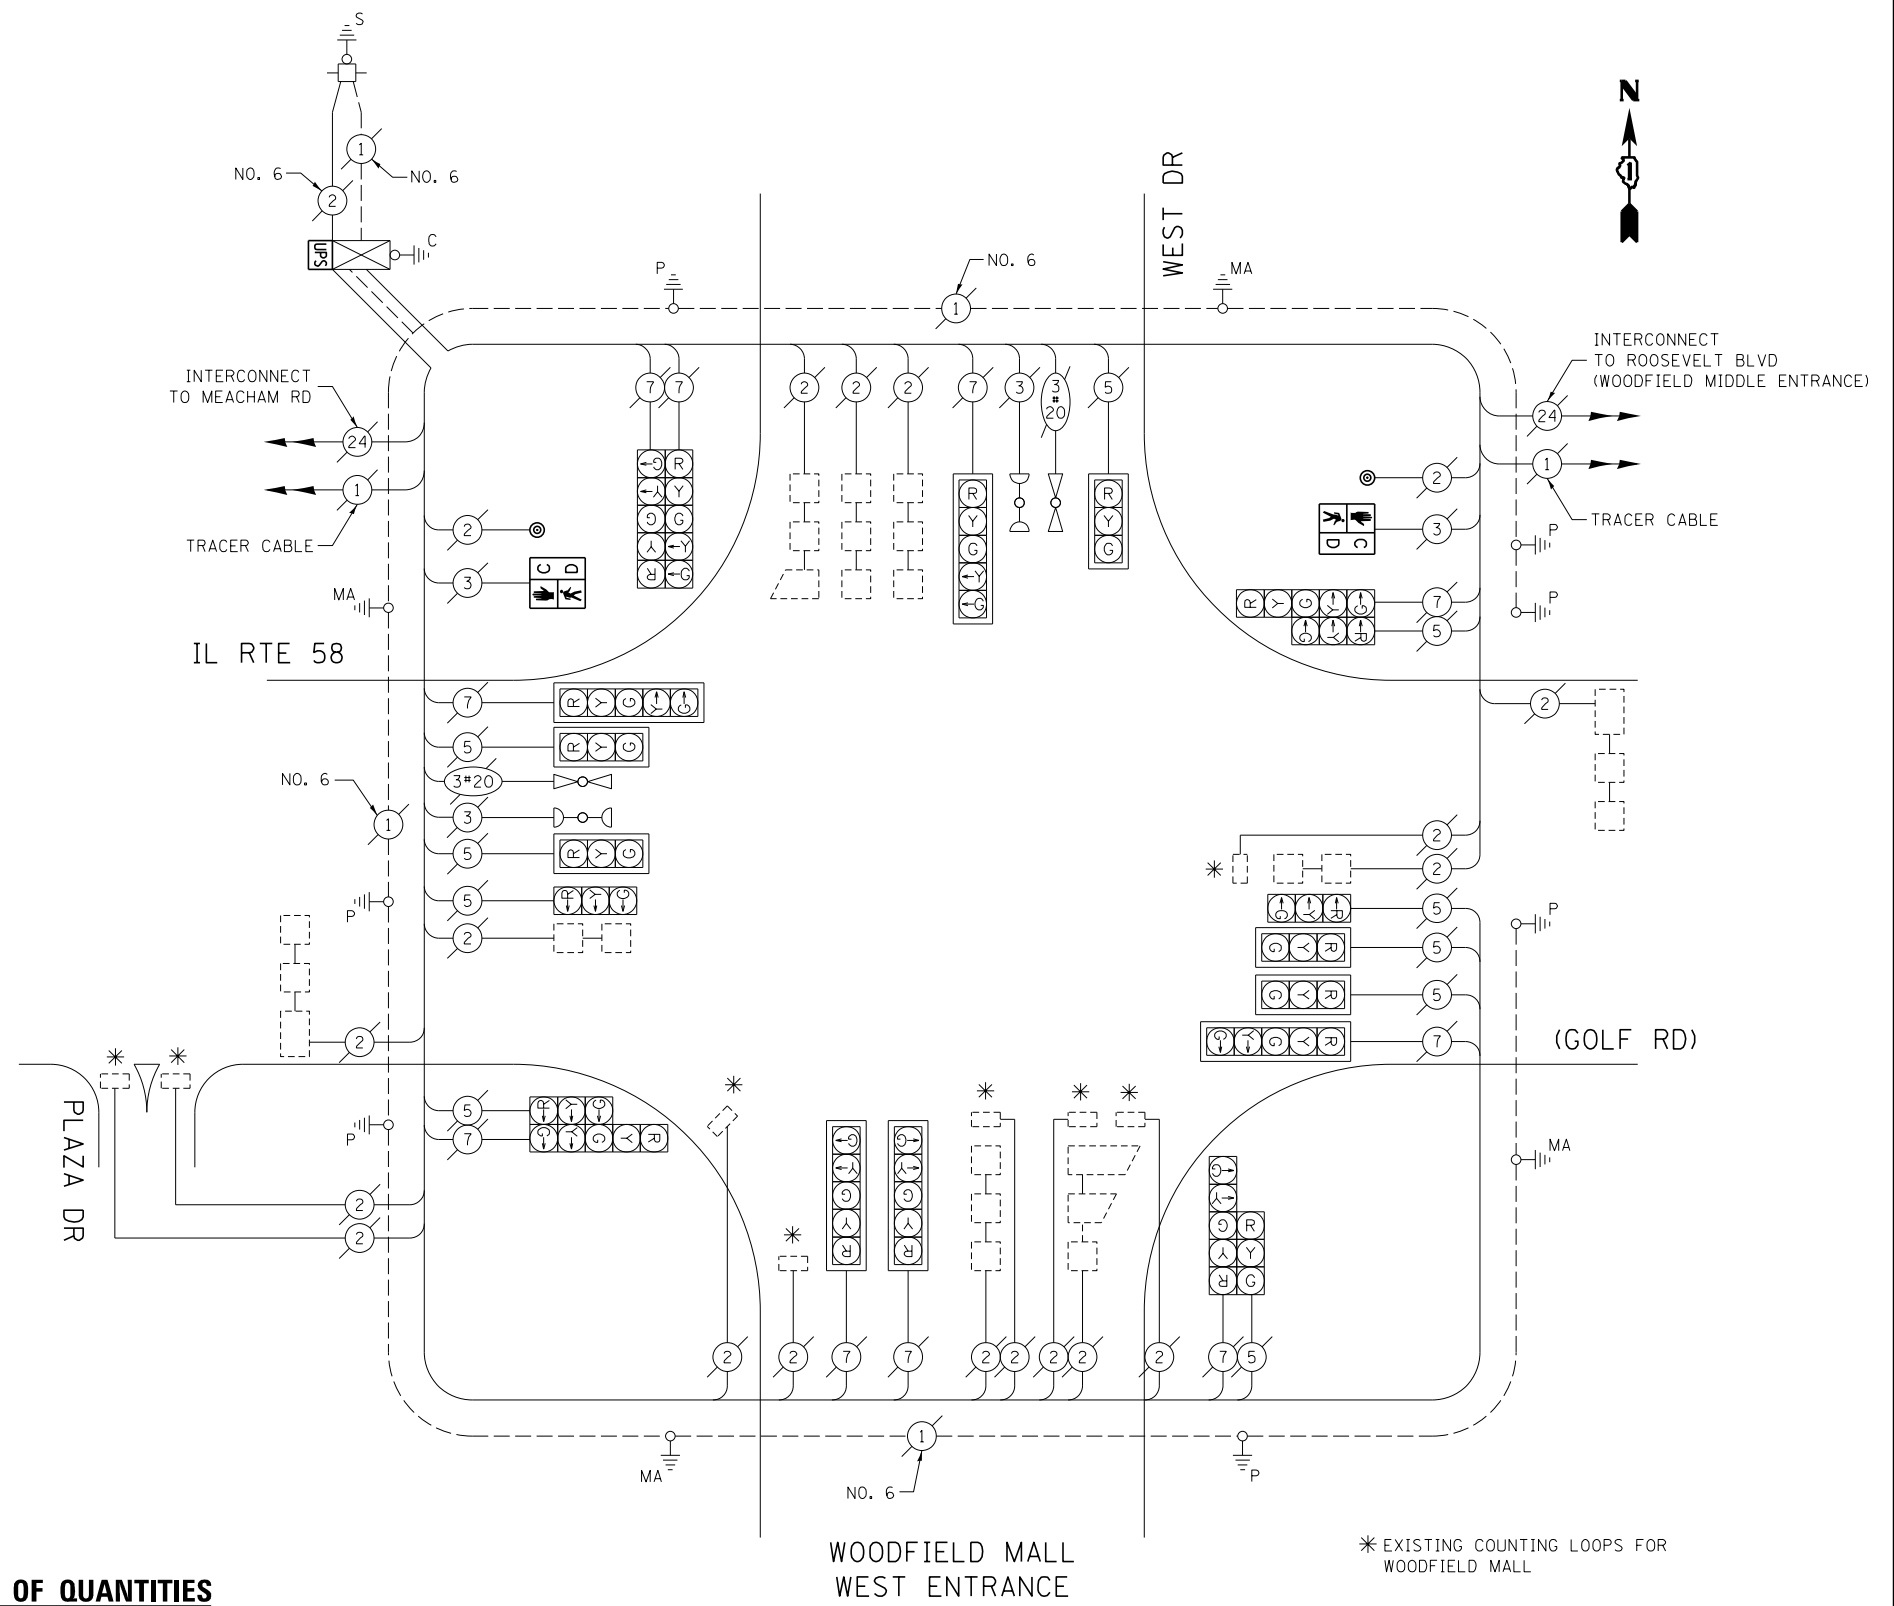 S
N
1
1
NO. 6
NO. 6
2
WEST DR
UPS
C
P
NO. 6
MA
1
INTERCONNECT
TO ROOSEVELT BLVD
(WOODFIELD MIDDLE ENTRANCE)
INTERCONNECT
TO MEACHAM RD
7 7 2 2 2 7 3 3#20 5
24
24
1
1
TRACER CABLE
TRACER CABLE
G R
Y Y
G G
Y Y
R G
R
Y
G
Y
G
R
Y
G
2
3
C D
2
3
D C
P
P
MA
R Y G Y G
7
G Y R
5
IL RTE 58
7
R Y G Y G
5
R Y G
3#20
3
5
R Y G
5
R Y G
2
NO. 6
1
P
2
2
2
G Y R
5
G Y R
5
G Y R
5
G Y G Y R
7
P
(GOLF RD)
2
PLAZA DR
P
5
R Y G
7
G Y G Y R
2
2
G
Y
G
Y
R
G
Y
G
Y
R
G
Y
G R
Y Y
R G
MA
2 2 7 7 2 2 2 2 2 7 5
MA
1
P
NO. 6
WOODFIELD MALL
WEST ENTRANCE
* EXISTING COUNTING LOOPS FOR
WOODFIELD MALL
OF QUANTITIES